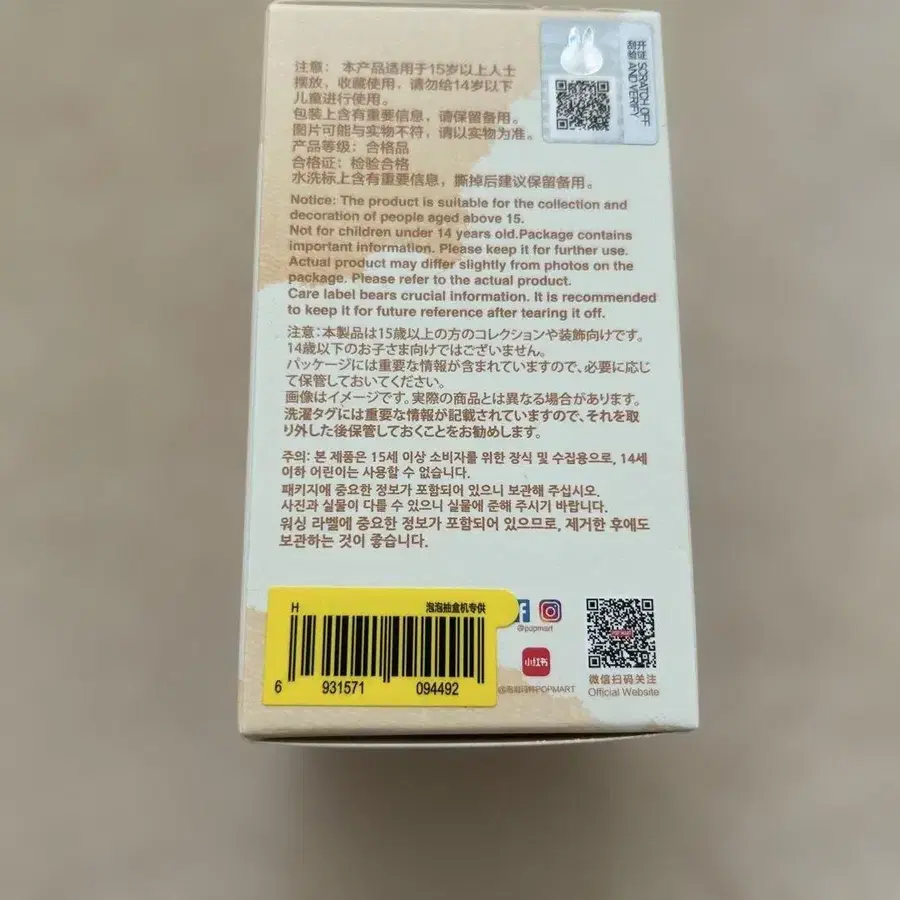 注意： 本产品适用于15岁以上人士
摆放，收藏使用，请勿给14岁以下
儿童进行使用。
包装上含有重要信息，请保留备用。
图片可能与实物不符，请以实物为准。
产品等级：合格品
合格证：检验合格
水洗标上含有重要信息，撕掉后建议保留备用。
刮开
验证
SCRATCH OFF
AND VERIFY
Notice: The product is suitable for the collection and
decoration of people aged above 15.
Not for children under 14 years old.Package contains
important information. Please keep it for further use.
Actual product may differ slightly from photos on the
package. Please refer to the actual product.
Care label bears crucial information. It is recommended
to keep it for future reference after tearing it off.
注意：本製品は15歳以上の方のコレクションや装飾向けです。
14歳以下のお子さま向けではございません。
パッケージには重要な情報が含まれていますので、必要に応じ
て保管しておいてください。
画像はイメージです。実際の商品とは異なる場合があります。
洗濯タグには重要な情報が記載されていますので、それを取
り外した後保管しておくことをお勧めします。
주의: 본 제품은 15세 이상 소비자를 위한 장식 및 수집용으로, 14세
이하 어린이는 사용할 수 없습니다.
패키지에 중요한 정보가 포함되어 있으니 보관해 주십시오.
사진과 실물이 다를 수 있으니 실물에 준해 주시기 바랍니다.
워싱 라벨에 중요한 정보가 포함되어 있으므로, 제거한 후에도
보관하는 것이 좋습니다.
H 泡泡抽盒机专供
6 931571 094492
@popmart
小红书
@泡泡玛特POPMART
POP MART
微信扫码关注
Official Website